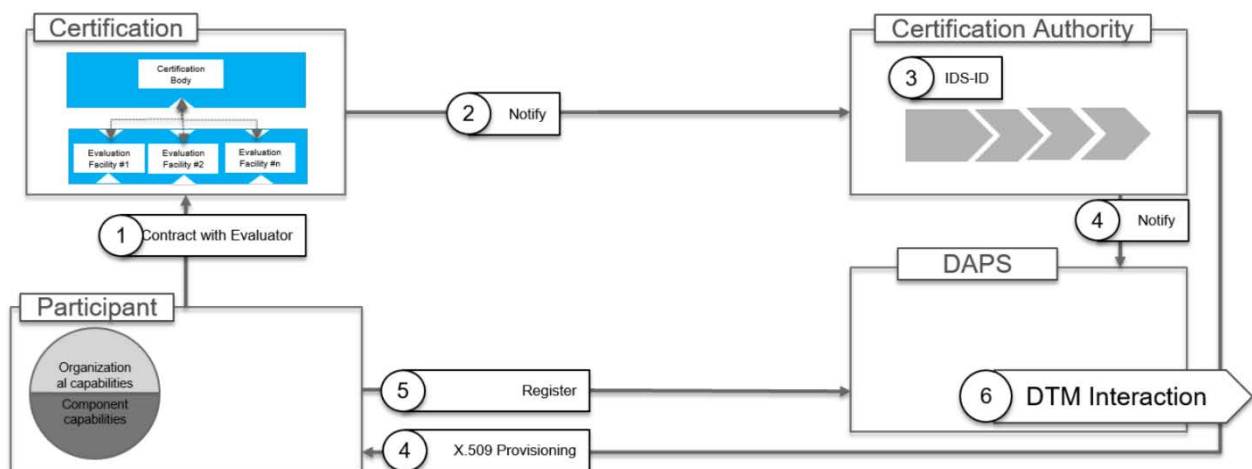 Certification
Certification
Body
Evaluation
Facility #1
Evaluation
Facility #2
Evaluation
Facility #n
2
Notify
Certification Authority
3
IDS-ID
1
Contract with Evaluator
4
Notify
DAPS
Participant
Organization
al capabilities
Component
capabilities
5
Register
6
DTM Interaction
4
X.509 Provisioning